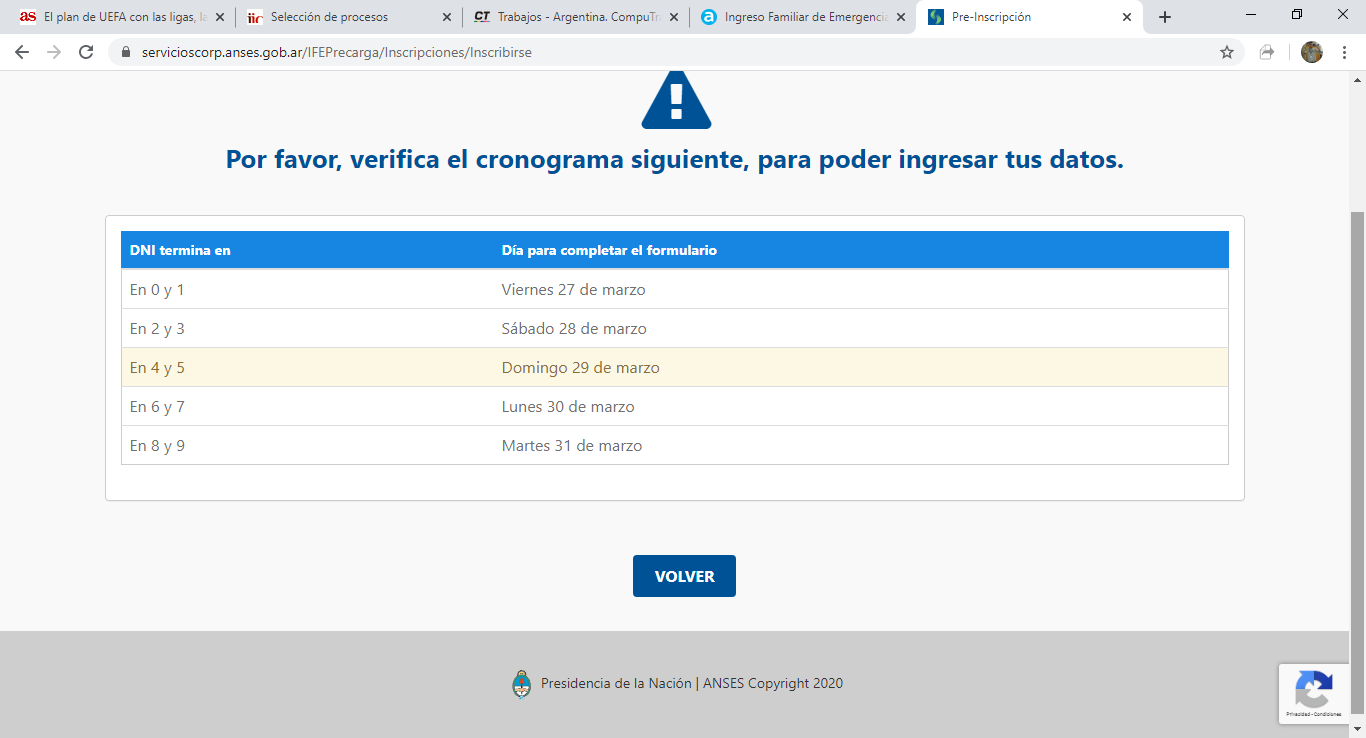 as El plan de UEFA con las ligas, la
iic Selección de procesos
CT Trabajos - Argentina. CompuTr
a Ingreso Familiar de Emergencia
Pre-Inscripción
servicioscorp.anses.gob.ar/IFEPrecarga/Inscripciones/Inscribirse
Por favor, verifica el cronograma siguiente, para poder ingresar tus datos.
DNI termina en Día para completar el formulario
En 0 y 1 Viernes 27 de marzo
En 2 y 3 Sábado 28 de marzo
En 4 y 5 Domingo 29 de marzo
En 6 y 7 Lunes 30 de marzo
En 8 y 9 Martes 31 de marzo
VOLVER
Presidencia de la Nación | ANSES Copyright 2020
Privacidad - Condiciones